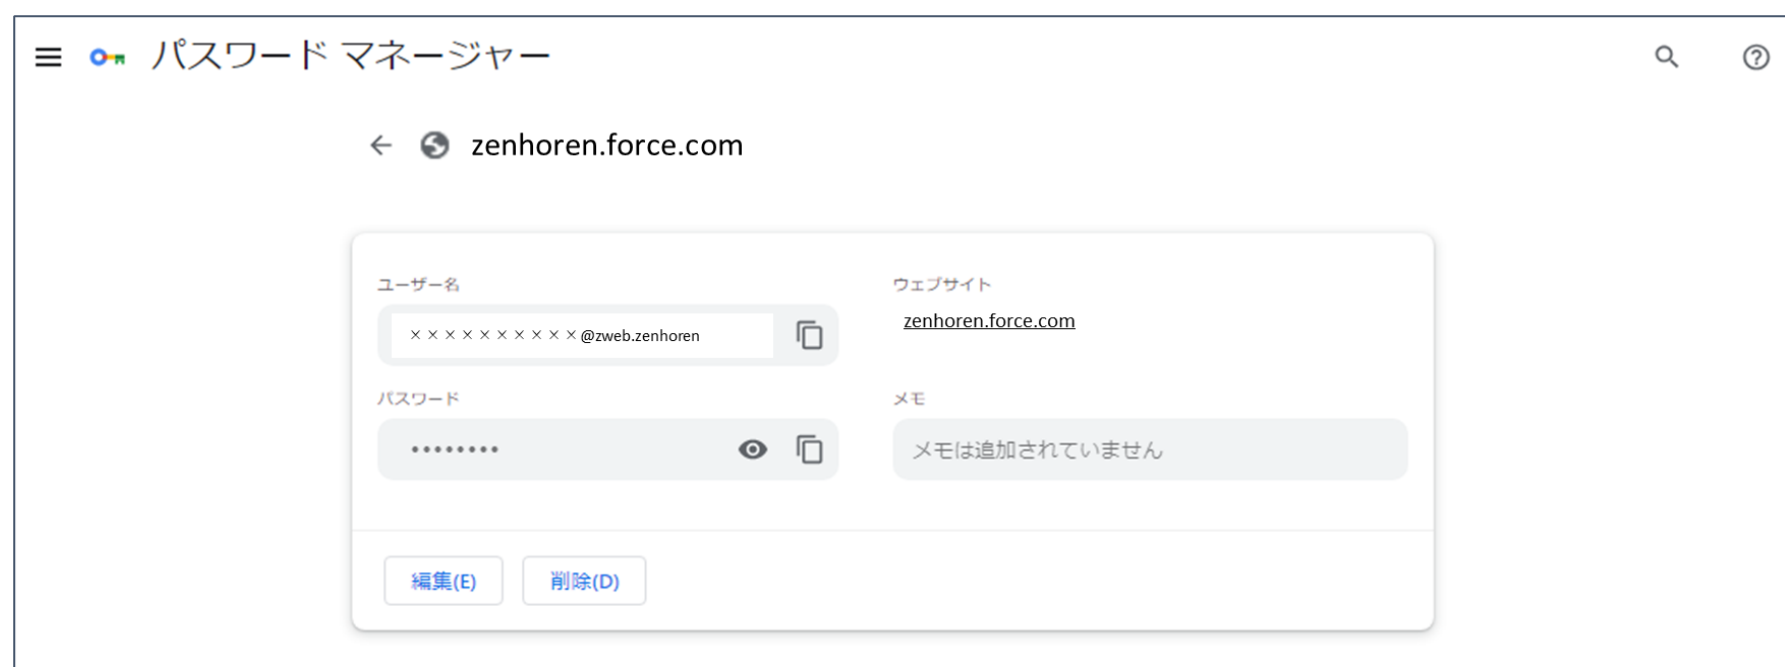 パスワード マネージャー
zenhoren.force.com
ユーザー名
ウェブサイト
××××××××××@zweb.zenhoren
zenhoren.force.com
パスワード
メモ
••••••••
メモは追加されていません
編集(E)
削除(D)